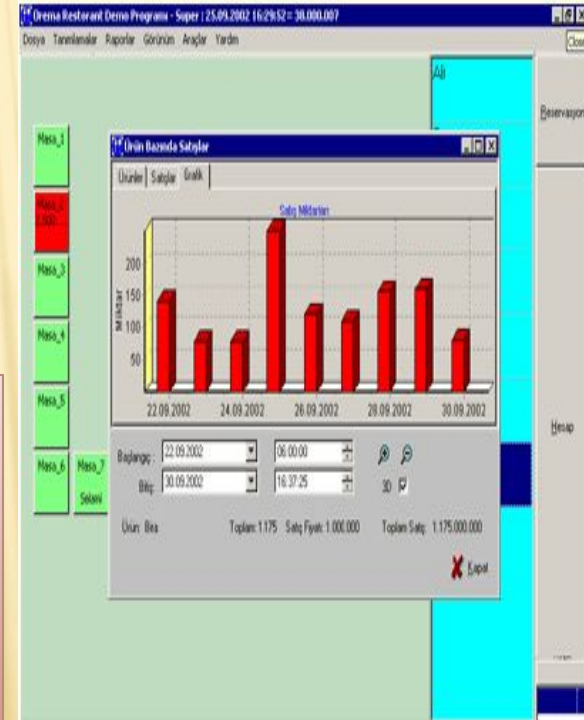 Orema Restorant Demo Programı - Super : 25.09.2002 16:29:52 = 38.000.007
Dosya Tanımlamalar Raporlar Görünüm Araçlar Yardım
Close
Ali
Reservasyon
Masa_1
Ürün Bazında Satışlar
Ürünler Satışlar Grafik
Satış Miktarları
Masa_3
Masa_4
Masa_5
Masa_6 Masa_7
Selami
Miktar
200
150
100
50
22.09.2002 24.09.2002 26.09.2002 28.09.2002 30.09.2002
Hesap
Başlangıç : 22.09.2002 06:00:00
Bitiş: 30.09.2002 16:37:25 3D
Ürün: Bira Toplam: 1.175 Satış Fiyatı: 1.000.000 Toplam Satış: 1.175.000.000
Kapat